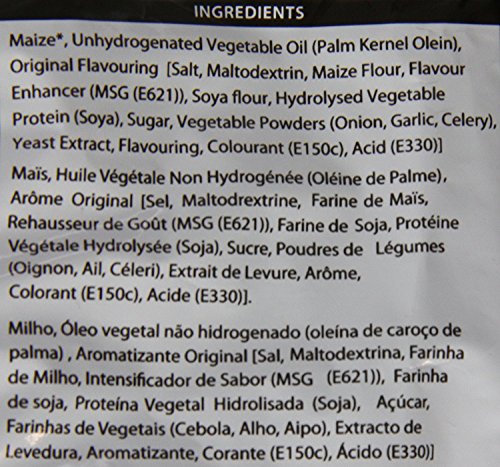 INGREDIENTS
Maize*, Unhydrogenated Vegetable Oil (Palm Kernel Olein),
Original Flavouring [Salt, Maltodextrin, Maize Flour, Flavour
Enhancer (MSG (E621)), Soya flour, Hydrolysed Vegetable
Protein (Soya), Sugar, Vegetable Powders (Onion, Garlic, Celery),
Yeast Extract, Flavouring, Colourant (E150c), Acid (E330)]
Maïs, Huile Végétale Non Hydrogénée (Oléine de Palme),
Arôme Original [Sel, Maltodrextrine, Farine de Maïs,
Rehausseur de Goût (MSG (E621)), Farine de Soja, Protéine
Végétale Hydrolysée (Soja), Sucre, Poudres de Légumes
(Oignon, Ail, Céleri), Extrait de Levure, Arôme,
Colorant (E150c), Acide (E330)].
Milho, Óleo vegetal não hidrogenado (oleína de caroço de
palma) , Aromatizante Original [Sal, Maltodextrina, Farinha
de Milho, Intensificador de Sabor (MSG (E621)), Farinha
de soja, Proteína Vegetal Hidrolisada (Soja), Açúcar,
Farinhas de Vegetais (Cebola, Alho, Aipo), Extracto de
Levedura, Aromatizante, Corante (E150c), Ácido (E330)]